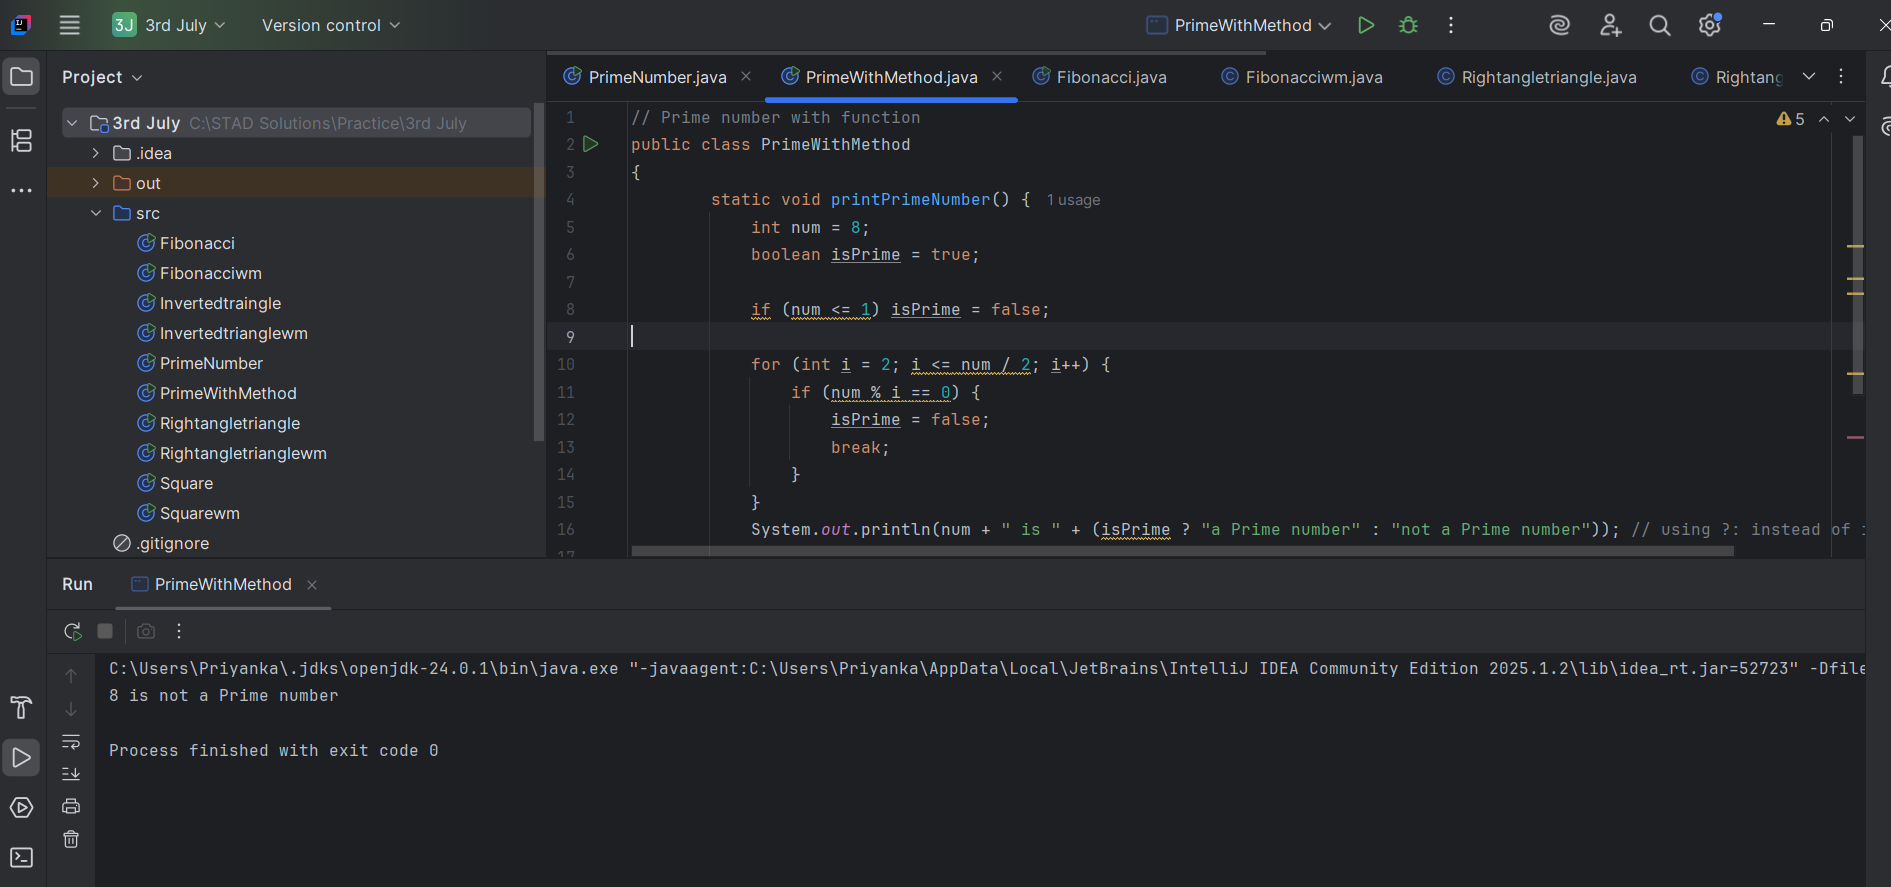 3J 3rd July Version control PrimeWithMethod
Project
PrimeNumber.java PrimeWithMethod.java Fibonacci.java Fibonacciwm.java Rightangletriangle.java Rightang
3rd July C:\STAD Solutions\Practice\3rd July
.idea
out
src
Fibonacci
Fibonacciwm
Invertedtraingle
Invertedtrianglewm
PrimeNumber
PrimeWithMethod
Rightangletriangle
Rightangletrianglewm
Square
Squarewm
.gitignore
5
1 // Prime number with function
2 public class PrimeWithMethod
3 {
4 static void printPrimeNumber() { 1 usage
5 int num = 8;
6 boolean isPrime = true;
7
8 if (num <= 1) isPrime = false;
9
10 for (int i = 2; i <= num / 2; i++) {
11 if (num % i == 0) {
12 isPrime = false;
13 break;
14 }
15 }
16 System.out.println(num + " is " + (isPrime ? "a Prime number" : "not a Prime number")); // using ?: instead of
17
Run PrimeWithMethod
C:\Users\Priyanka\.jdks\openjdk-24.0.1\bin\java.exe "-javaagent:C:\Users\Priyanka\AppData\Local\JetBrains\IntelliJ IDEA Community Edition 2025.1.2\lib\idea_rt.jar=52723" -Dfile
8 is not a Prime number
Process finished with exit code 0